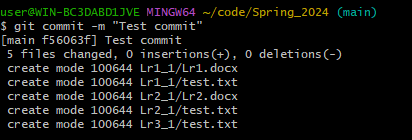 user@WIN-BC3DABD1JVE MINGW64 ~/code/Spring_2024 (main)
$ git commit -m "Test commit"
[main f56063f] Test commit
 5 files changed, 0 insertions(+), 0 deletions(-)
 create mode 100644 Lr1_1/Lr1.docx
 create mode 100644 Lr1_1/test.txt
 create mode 100644 Lr2_1/Lr2.docx
 create mode 100644 Lr2_1/test.txt
 create mode 100644 Lr3_1/test.txt